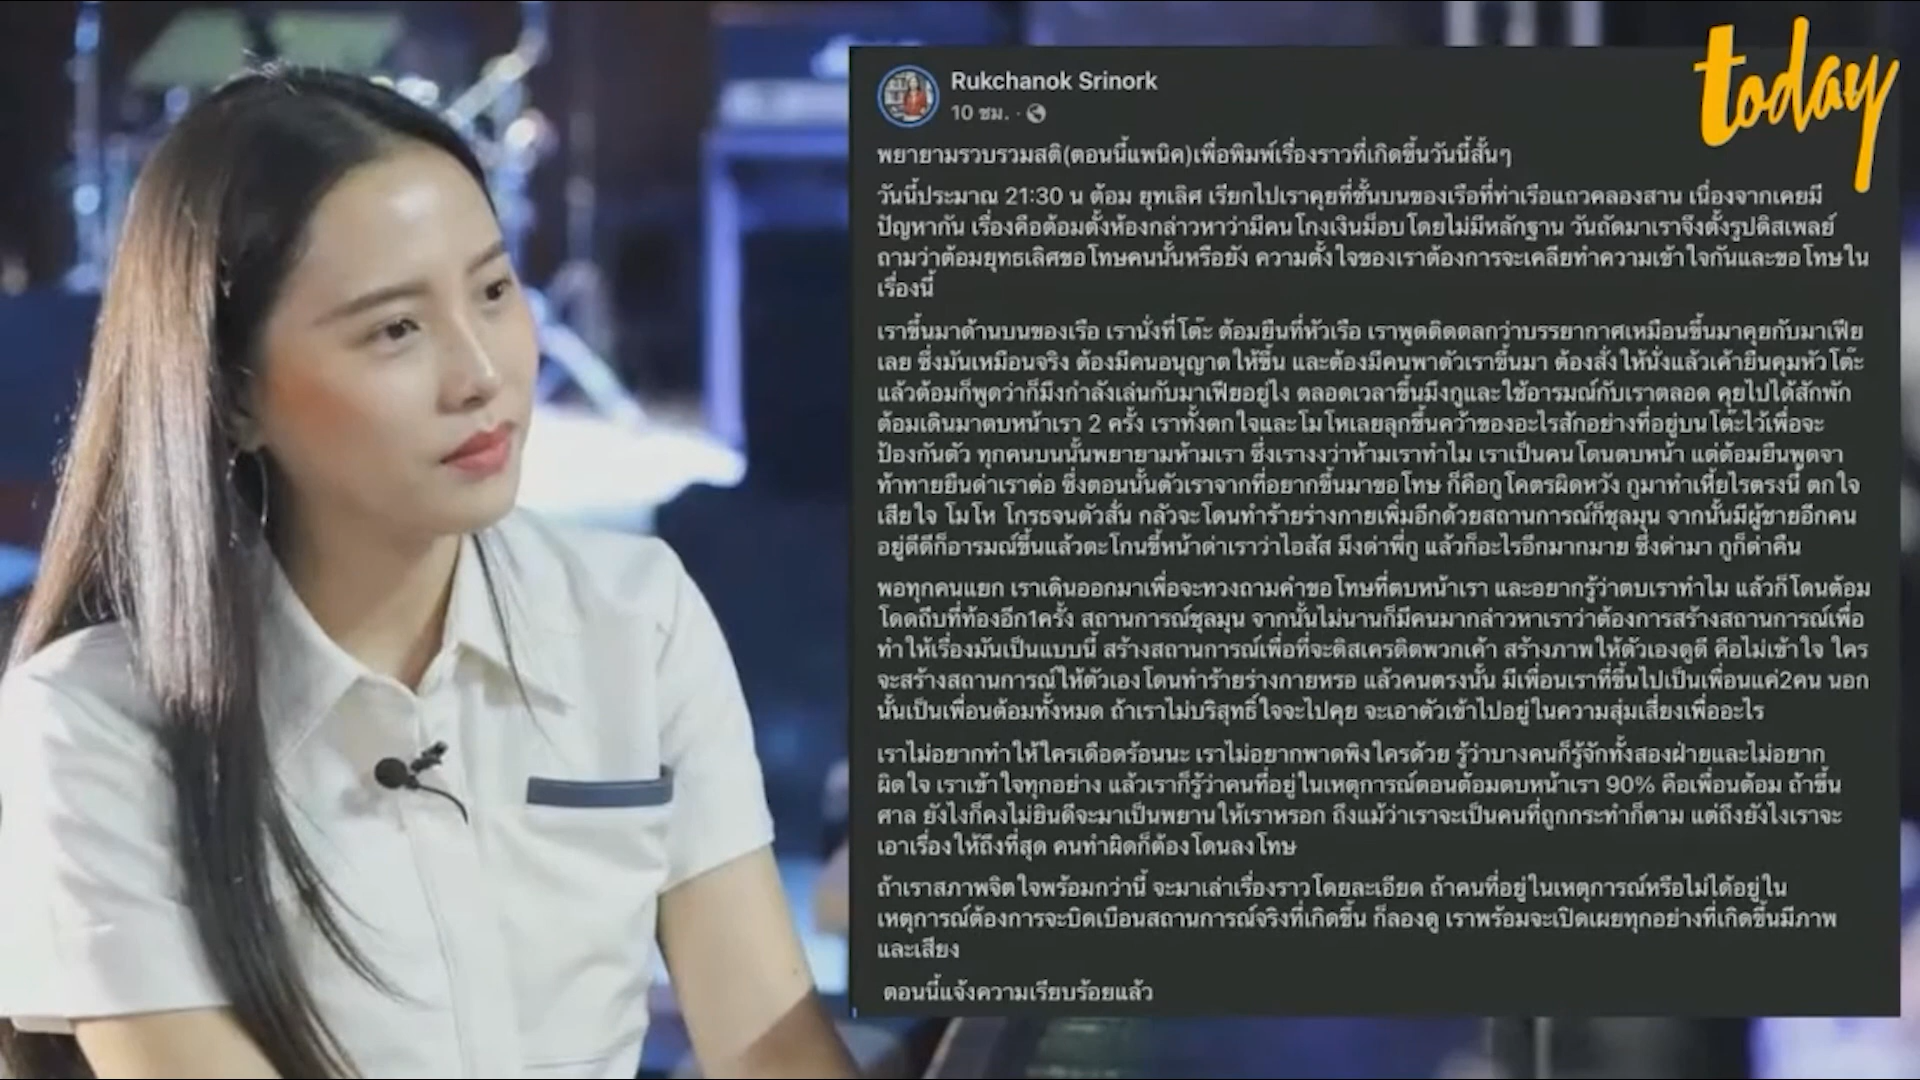 today
Rukchanok Srinork
10 ชม. ·
พยายามรวบรวมสติ(ตอนนี้แพนิค)เพื่อพิมพ์เรื่องราวที่เกิดขึ้นวันนี้สั้นๆ
วันนี้ประมาณ 21:30 น ต้อม ยุทเลิศ เรียกไปเราคุยที่ชั้นบนของเรือที่ท่าเรือแถวคลองสาน เนื่องจากเคยมี
ปัญหากัน เรื่องคือต้อมตั้งห้องกล่าวหาว่ามีคนโกงเงินม็อบโดยไม่มีหลักฐาน วันถัดมาเราจึงตั้งรูปดิสเพลย์
ถามว่าต้อมยุทธเลิศขอโทษคนนั้นหรือยัง ความตั้งใจของเราต้องการจะเคลียทำความเข้าใจกันและขอโทษใน
เรื่องนี้
เราขึ้นมาด้านบนของเรือ เรานั่งที่โต๊ะ ต้อมยืนที่หัวเรือ เราพูดติดตลกว่าบรรยากาศเหมือนขึ้นมาคุยกับมาเฟีย
เลย ซึ่งมันเหมือนจริง ต้องมีคนอนุญาตให้ขึ้น และต้องมีคนพาตัวเราขึ้นมา ต้องสั่งให้นั่งแล้วเค้ายืนคุมหัวโต๊ะ
แล้วต้อมก็พูดว่าก็มึงกำลังเล่นกับมาเฟียอยู่ไง ตลอดเวลาขึ้นมึงกูและใช้อารมณ์กับเราตลอด คุยไปได้สักพัก
ต้อมเดินมาตบหน้าเรา 2 ครั้ง เราทั้งตกใจและโมโหเลยลุกขึ้นคว้าของอะไรสักอย่างที่อยู่บนโต๊ะไว้เพื่อจะ
ป้องกันตัว ทุกคนบนนั้นพยายามห้ามเรา ซึ่งเรางงว่าห้ามเราทำไม เราเป็นคนโดนตบหน้า แต่ต้อมยืนพูดจา
ท้าทายยืนด่าเราต่อ ซึ่งตอนนั้นตัวเราจากที่อยากขึ้นมาขอโทษ ก็คือกูโคตรผิดหวัง กูมาทำเหี้ยไรตรงนี้ ตกใจ
เสียใจ โมโห โกรธจนตัวสั่น กลัวจะโดนทำร้ายร่างกายเพิ่มอีกด้วยสถานการณ์ก็ชุลมุน จากนั้นมีผู้ชายอีกคน
อยู่ดีดีก็อารมณ์ขึ้นแล้วตะโกนชี้หน้าด่าเราว่าไอสัส มึงด่าพี่กู แล้วก็อะไรอีกมากมาย ซึ่งด่ามา กูก็ด่าคืน
พอทุกคนแยก เราเดินออกมาเพื่อจะทวงถามคำขอโทษที่ตบหน้าเรา และอยากรู้ว่าตบเราทำไม แล้วก็โดนต้อม
โดดถีบที่ท้องอีก1ครั้ง สถานการณ์ชุลมุน จากนั้นไม่นานก็มีคนมากล่าวหาเราว่าต้องการสร้างสถานการณ์เพื่อ
ทำให้เรื่องมันเป็นแบบนี้ สร้างสถานการณ์เพื่อที่จะดิสเครดิตพวกเค้า สร้างภาพให้ตัวเองดูดี คือไม่เข้าใจ ใคร
จะสร้างสถานการณ์ให้ตัวเองโดนทำร้ายร่างกายหรอ แล้วคนตรงนั้น มีเพื่อนเราที่ขึ้นไปเป็นเพื่อนแค่2คน นอก
นั้นเป็นเพื่อนต้อมทั้งหมด ถ้าเราไม่บริสุทธิ์ใจจะไปคุย จะเอาตัวเข้าไปอยู่ในความสุ่มเสี่ยงเพื่ออะไร
เราไม่อยากทำให้ใครเดือดร้อนนะ เราไม่อยากพาดพิงใครด้วย รู้ว่าบางคนก็รู้จักทั้งสองฝ่ายและไม่อยาก
ผิดใจ เราเข้าใจทุกอย่าง แล้วเราก็รู้ว่าคนที่อยู่ในเหตุการณ์ตอนต้อมตบหน้าเรา 90% คือเพื่อนต้อม ถ้าขึ้น
ศาล ยังไงก็คงไม่ยินดีจะมาเป็นพยานให้เราหรอก ถึงแม้ว่าเราจะเป็นคนที่ถูกกระทำก็ตาม แต่ถึงยังไงเราจะ
เอาเรื่องให้ถึงที่สุด คนทำผิดก็ต้องโดนลงโทษ
ถ้าเราสภาพจิตใจพร้อมกว่านี้ จะมาเล่าเรื่องราวโดยละเอียด ถ้าคนที่อยู่ในเหตุการณ์หรือไม่ได้อยู่ใน
เหตุการณ์ต้องการจะบิดเบือนสถานการณ์จริงที่เกิดขึ้น ก็ลองดู เราพร้อมจะเปิดเผยทุกอย่างที่เกิดขึ้นมีภาพ
และเสียง
ตอนนี้แจ้งความเรียบร้อยแล้ว